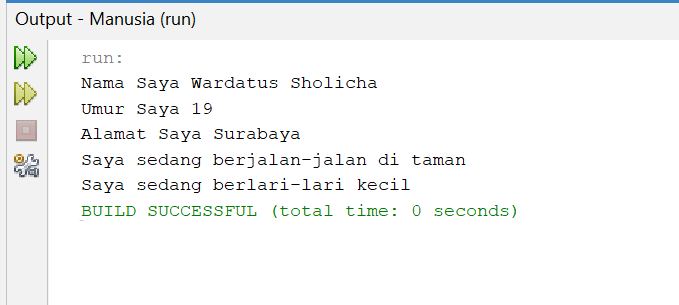 Output - Manusia (run)
run:
Nama Saya Wardatus Sholicha
Umur Saya 19
Alamat Saya Surabaya
Saya sedang berjalan-jalan di taman
Saya sedang berlari-lari kecil
BUILD SUCCESSFUL (total time: 0 seconds)